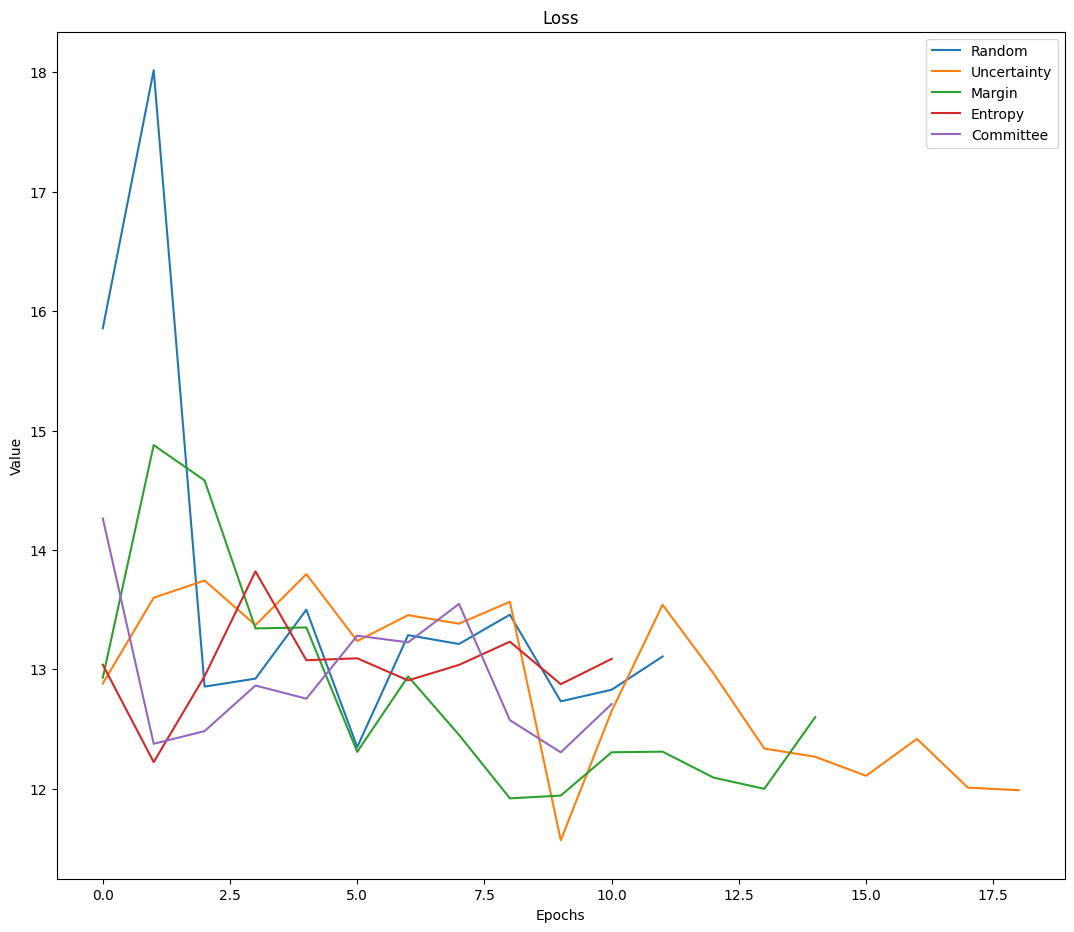 Loss
Random
Uncertainty
Margin
Entropy
Committee
18
17
16
15
14
13
12
Value
0.0
2.5
5.0
7.5
10.0
12.5
15.0
17.5
Epochs